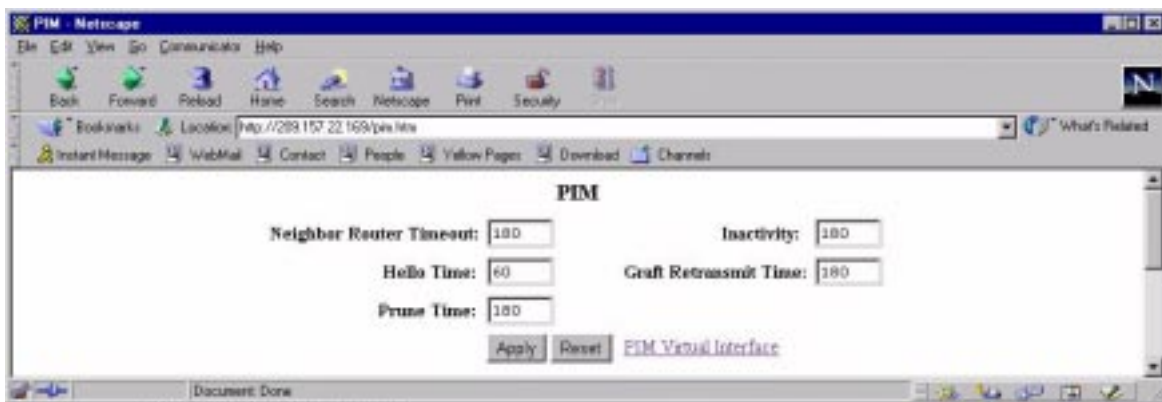 PIM - Netscape
File Edit View Go Communicator Help
Back Forward Reload Home Search Netscape Print Security
N
Bookmarks Location: http://209.157.22.169/pim.htm What's Related
Instant Message WebMail Contact People Yellow Pages Download Channels
PIM
Neighbor Router Timeout: 180 Inactivity: 180
Hello Time: 60 Graft Retransmit Time: 180
Prune Time: 180
Apply Reset PIM Virtual Interface
Document: Done